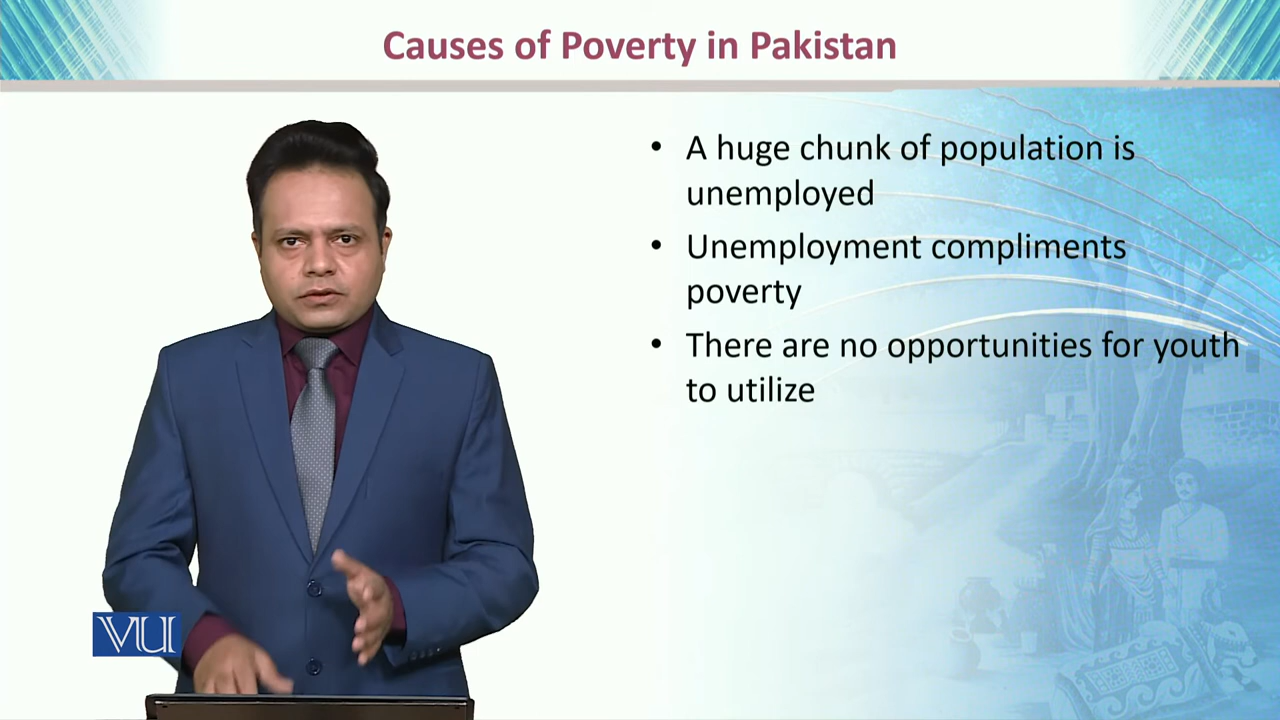 Causes of Poverty in Pakistan
• A huge chunk of population is
unemployed
• Unemployment compliments
poverty
• There are no opportunities for youth
to utilize
VU